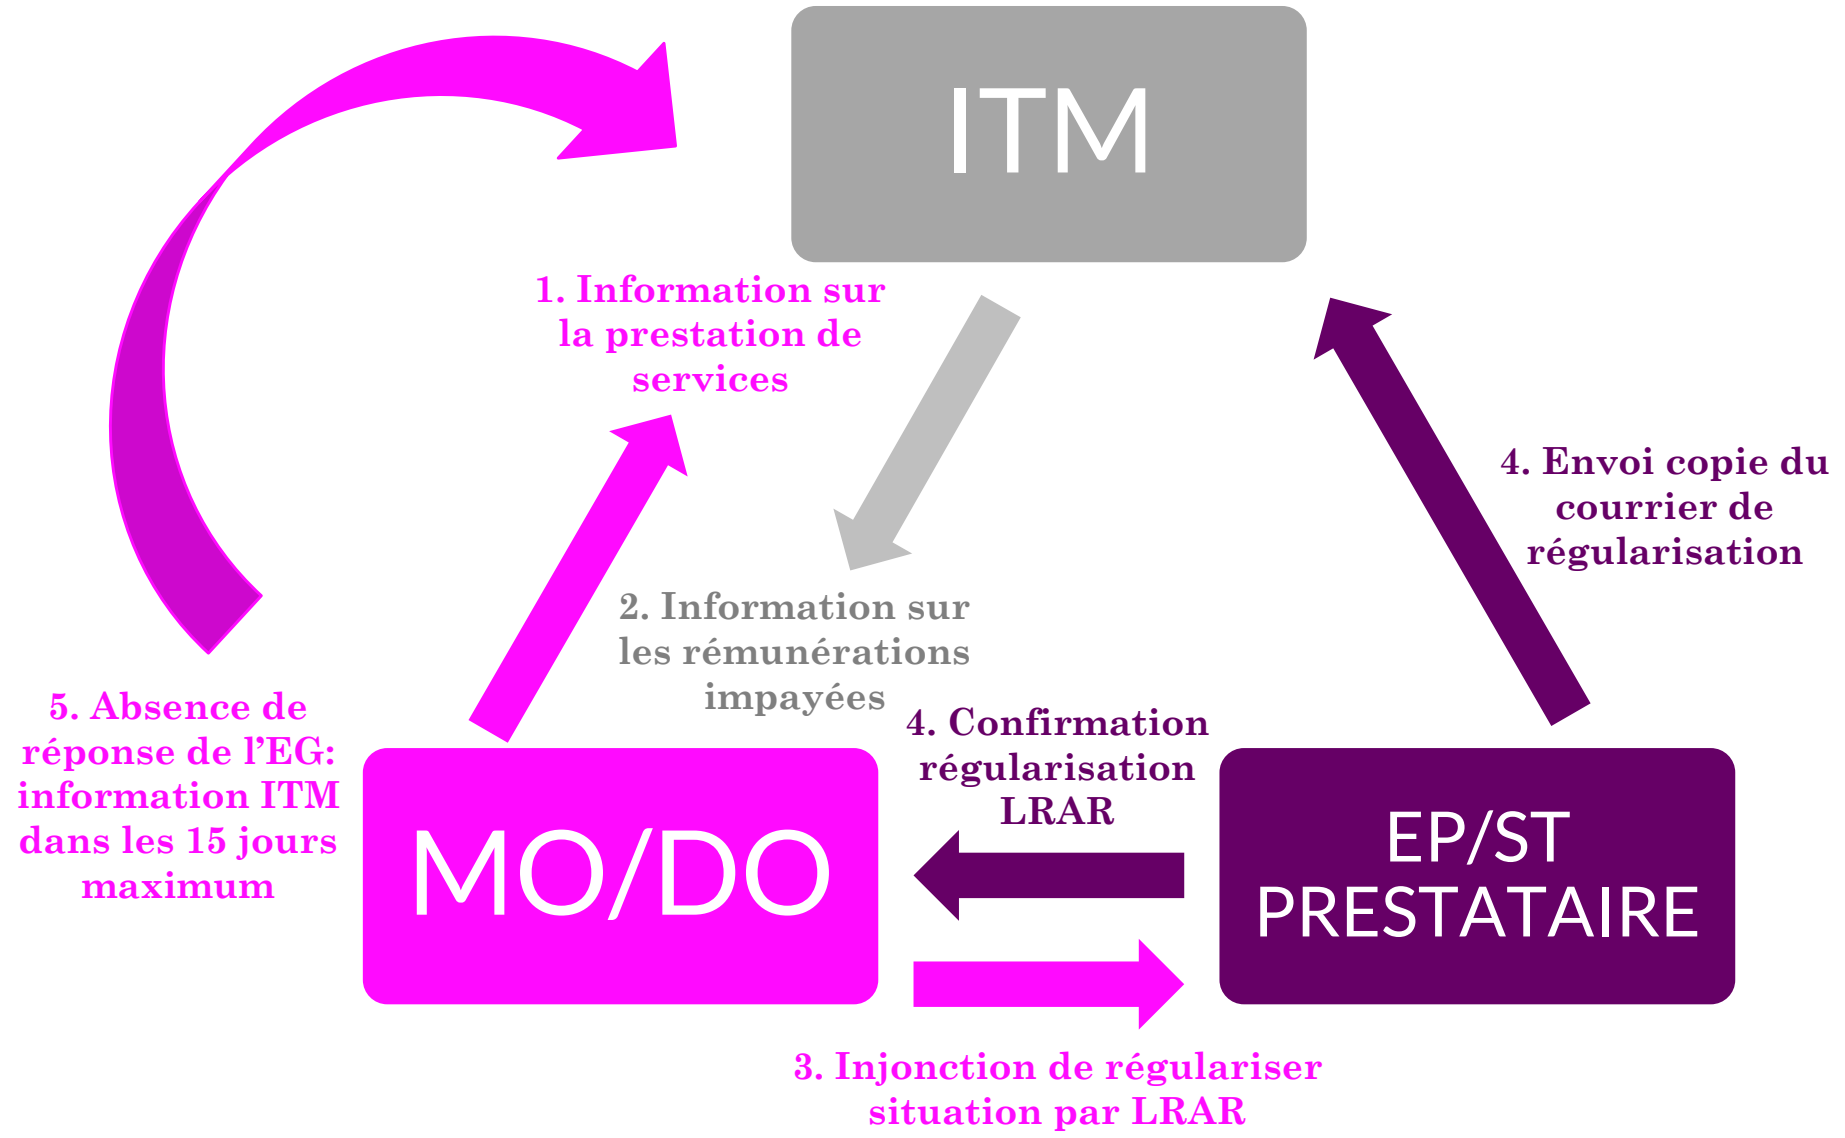 ITM
1. Information sur
la prestation de
services
4. Envoi copie du
courrier de
régularisation
2. Information sur
les rémunérations
impayées
5. Absence de
réponse de l’EG:
information ITM
dans les 15 jours
maximum
4. Confirmation
régularisation
LRAR
MO/DO
EP/ST
PRESTATAIRE
3. Injonction de régulariser
situation par LRAR